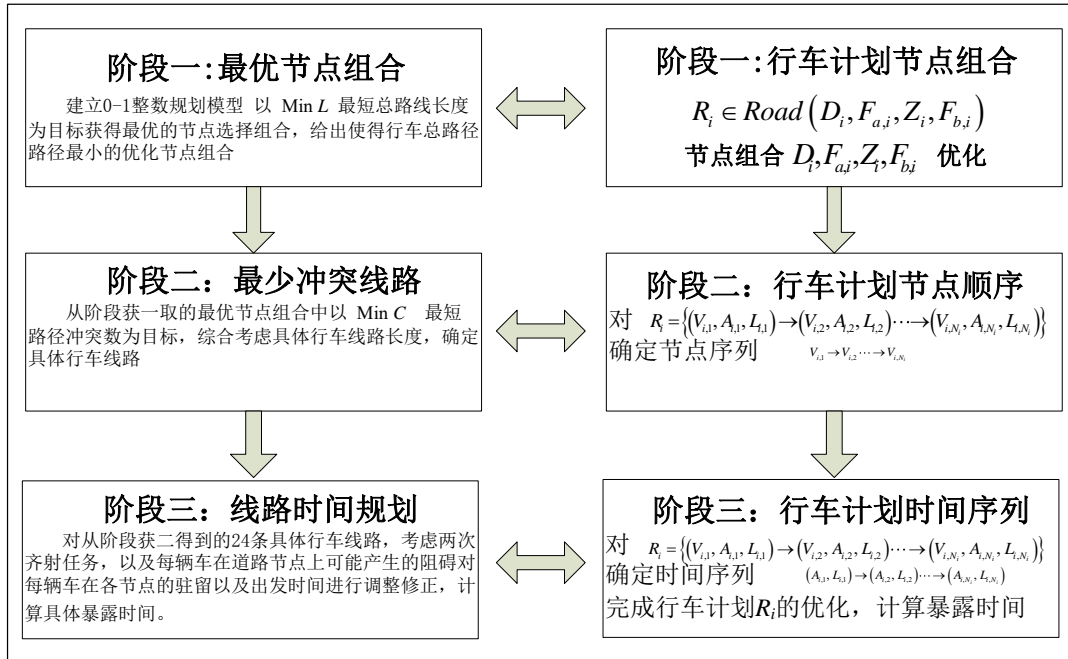 阶段一:最优节点组合
建立0-1整数规划模型 以 Min L 最短总路线长度
为目标获得最优的节点选择组合，给出使得行车总路径
路径最小的优化节点组合
阶段一:行车计划节点组合
R_i ∈ Road(D_i, F_{a,i}, Z_i, F_{b,i})
节点组合 D_i, F_{a,i}, Z_i, F_{b,i} 优化
阶段二：最少冲突线路
从阶段获一取的最优节点组合中以 Min C 最短
路径冲突数为目标，综合考虑具体行车线路长度，确定
具体行车线路
阶段二：行车计划节点顺序
对 R_i = {(V_{i,1}, A_{i,1}, L_{i,1}) → (V_{i,2}, A_{i,2}, L_{i,2}) ⋯ → (V_{i,N_i}, A_{i,N_i}, L_{i,N_i})}
确定节点序列 V_{i,1} → V_{i,2} ⋯ → V_{i,N_i}
阶段三：线路时间规划
对从阶段获二得到的24条具体行车线路，考虑两次
齐射任务，以及每辆车在道路节点上可能产生的阻碍对
每辆车在各节点的驻留以及出发时间进行调整修正，计
算具体暴露时间。
阶段三：行车计划时间序列
对 R_i = {(V_{i,1}, A_{i,1}, L_{i,1}) → (V_{i,2}, A_{i,2}, L_{i,2}) ⋯ → (V_{i,N_i}, A_{i,N_i}, L_{i,N_i})}
确定时间序列 (A_{i,1}, L_{i,1}) → (A_{i,2}, L_{i,2}) ⋯ → (A_{i,N_i}, L_{i,N_i})
完成行车计划R_i的优化，计算暴露时间